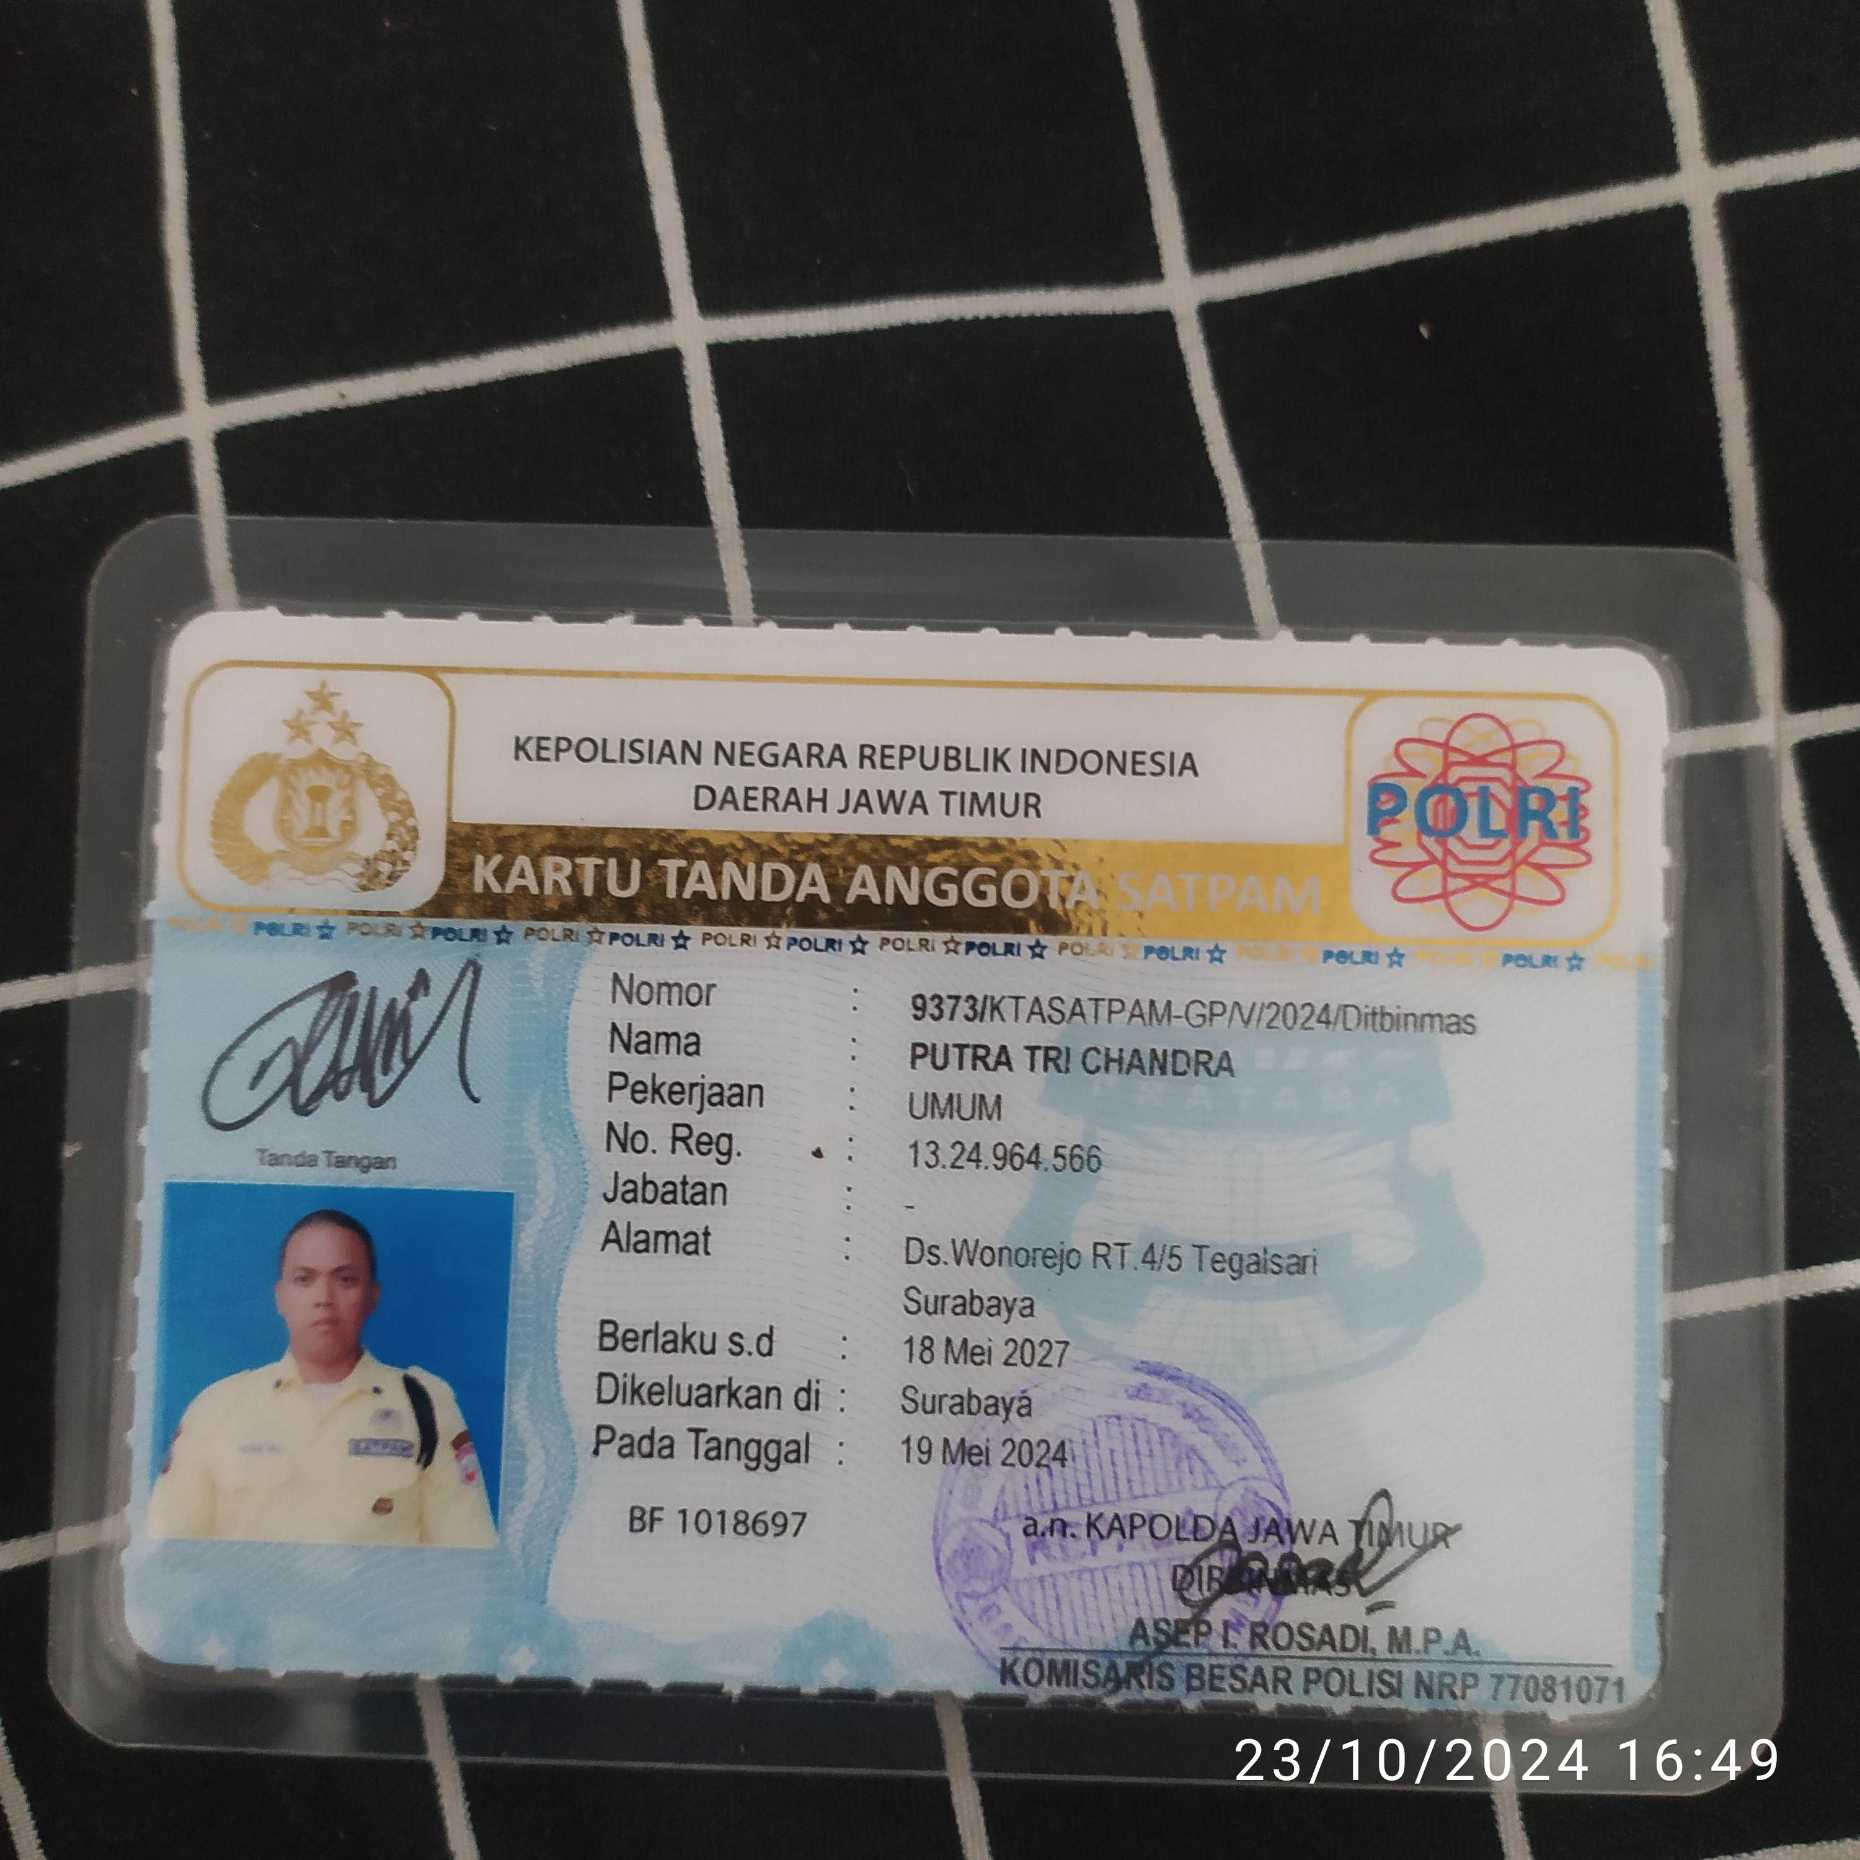 KEPOLISIAN NEGARA REPUBLIK INDONESIA
DAERAH JAWA TIMUR
KARTU TANDA ANGGOTA SATPAM
POLRI
POLRI POLRI POLRI POLRI POLRI POLRI POLRI POLRI POLRI POLRI POLRI POLRI POLRI
Tanda Tangan
Nomor : 9373/KTASATPAM-GP/V/2024/Ditbinmas
Nama : PUTRA TRI CHANDRA
Pekerjaan : UMUM
No. Reg. : 13.24.964.566
Jabatan : -
Alamat : Ds.Wonorejo RT.4/5 Tegalsari
Surabaya
Berlaku s.d : 18 Mei 2027
Dikeluarkan di : Surabaya
Pada Tanggal : 19 Mei 2024
SATPAM
BF 1018697
a.n. KAPOLDA JAWA TIMUR
DIRBINMAS
ASEP I. ROSADI, M.P.A.
KOMISARIS BESAR POLISI NRP 77081071
23/10/2024 16:49